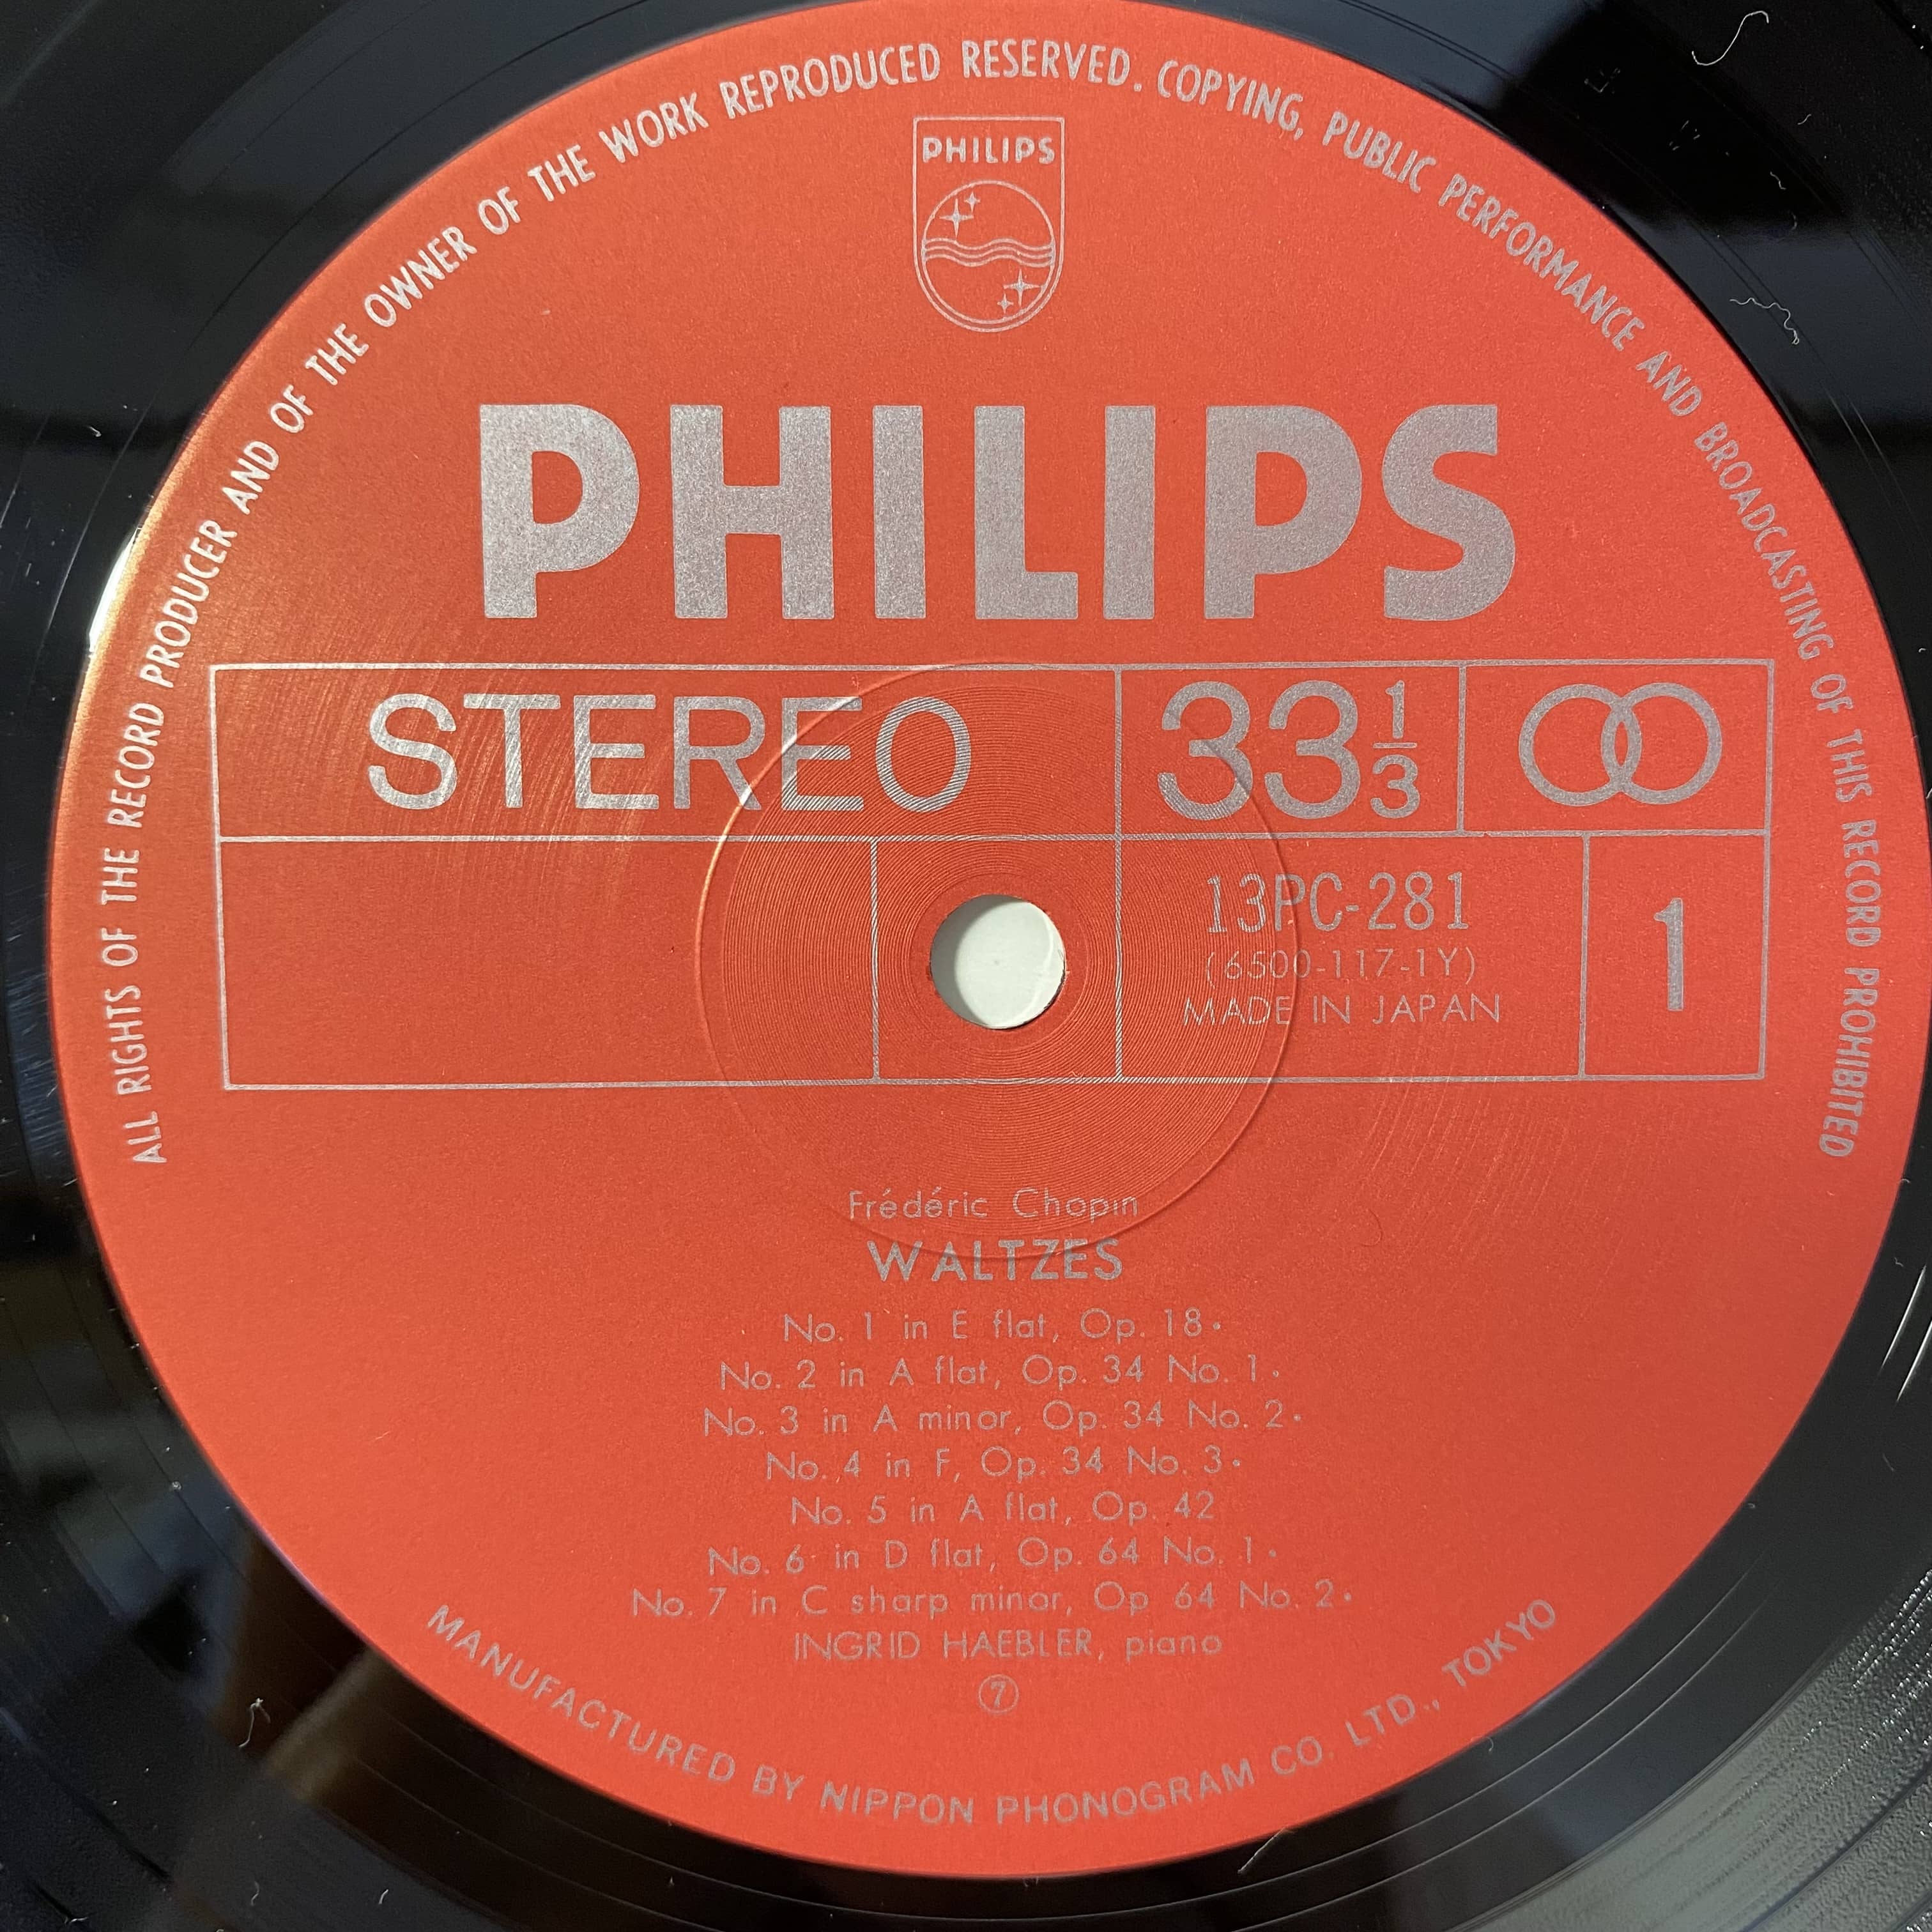 ALL RIGHTS OF THE RECORD PRODUCER AND OF THE OWNER OF THE WORK REPRODUCED RESERVED. COPYING, PUBLIC PERFORMANCE AND BROADCASTING OF THIS RECORD PROHIBITED
PHILIPS
PHILIPS
STEREO 33 1/3
13PC-281
(6500-117-1Y)
MADE IN JAPAN
1
Frédéric Chopin
WALTZES
No. 1 in E flat, Op. 18・
No. 2 in A flat, Op. 34 No. 1・
No. 3 in A minor, Op. 34 No. 2・
No. 4 in F, Op. 34 No. 3・
No. 5 in A flat, Op. 42
No. 6 in D flat, Op. 64 No. 1・
No. 7 in C sharp minor, Op 64 No. 2・
INGRID HAEBLER, piano
⑦
MANUFACTURED BY NIPPON PHONOGRAM CO. LTD., TOKYO